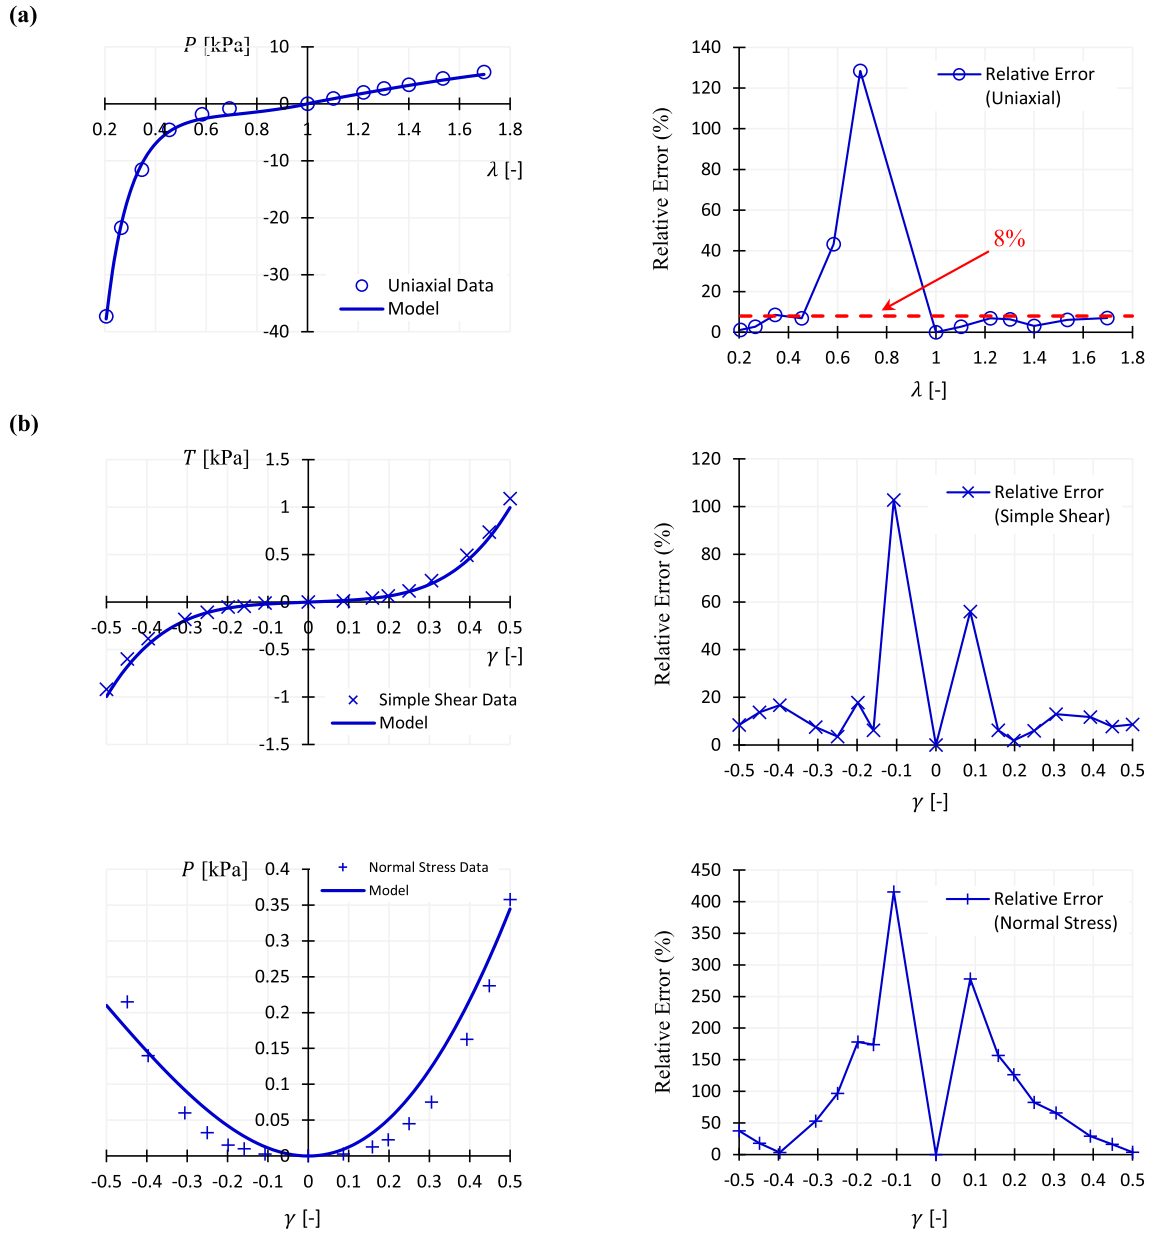 (a)
P [kPa]
10
0
-10
-20
-30
-40
0.2 0.4 0.6 0.8 1 1.2 1.4 1.6 1.8
λ [-]
Uniaxial Data
Model
Relative Error (%)
140
120
100
80
60
40
20
0
0.2 0.4 0.6 0.8 1 1.2 1.4 1.6 1.8
λ [-]
Relative Error
(Uniaxial)
8%
(b)
T [kPa]
1.5
1
0.5
0
-0.5
-1
-1.5
-0.5 -0.4 -0.3 -0.2 -0.1 0 0.1 0.2 0.3 0.4 0.5
γ [-]
Simple Shear Data
Model
Relative Error (%)
120
100
80
60
40
20
0
-0.5 -0.4 -0.3 -0.2 -0.1 0 0.1 0.2 0.3 0.4 0.5
γ [-]
Relative Error
(Simple Shear)
P [kPa]
0.4
0.35
0.3
0.25
0.2
0.15
0.1
0.05
0
-0.5 -0.4 -0.3 -0.2 -0.1 0 0.1 0.2 0.3 0.4 0.5
γ [-]
Normal Stress Data
Model
Relative Error (%)
450
400
350
300
250
200
150
100
50
0
-0.5 -0.4 -0.3 -0.2 -0.1 0 0.1 0.2 0.3 0.4 0.5
γ [-]
Relative Error
(Normal Stress)